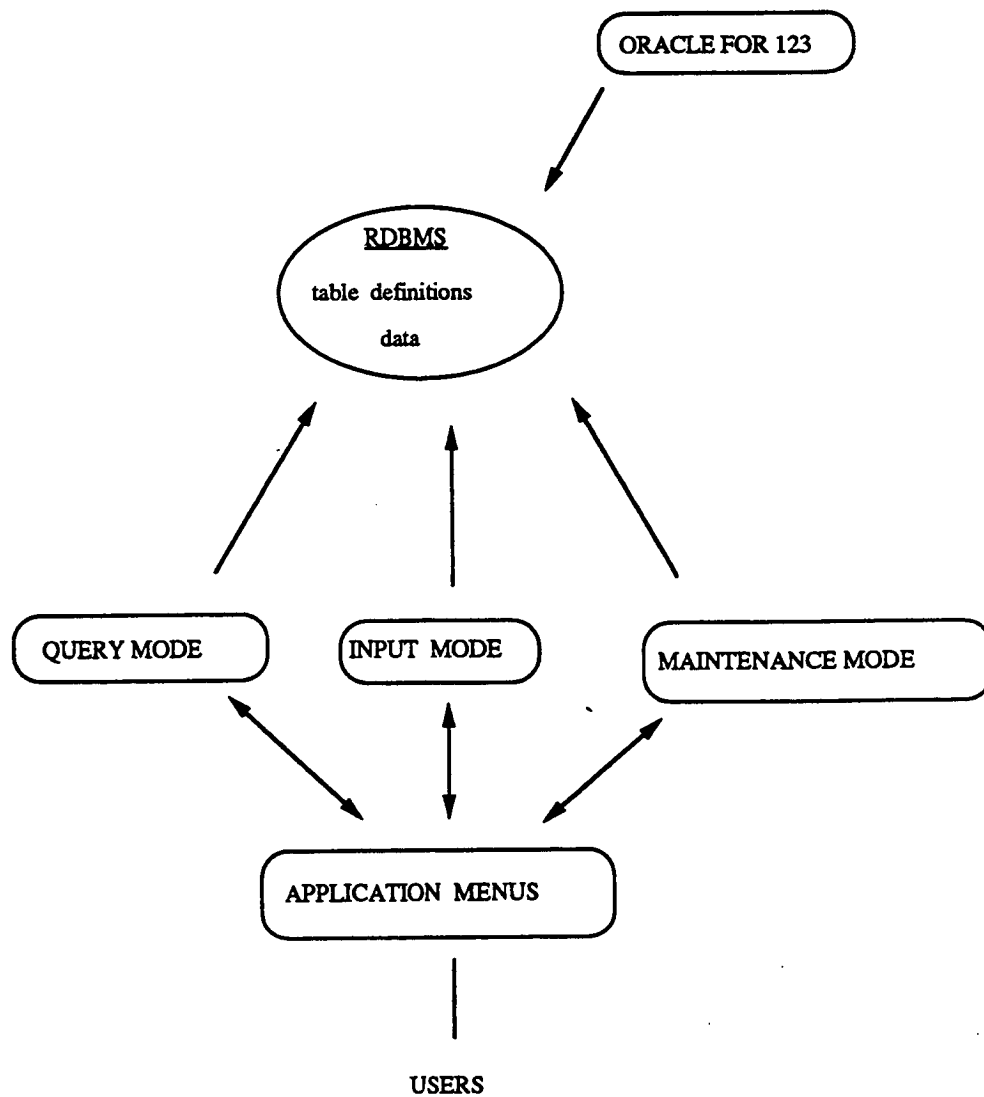 ORACLE FOR 123
RDBMS
table definitions
data
QUERY MODE
INPUT MODE
MAINTENANCE MODE
APPLICATION MENUS
USERS